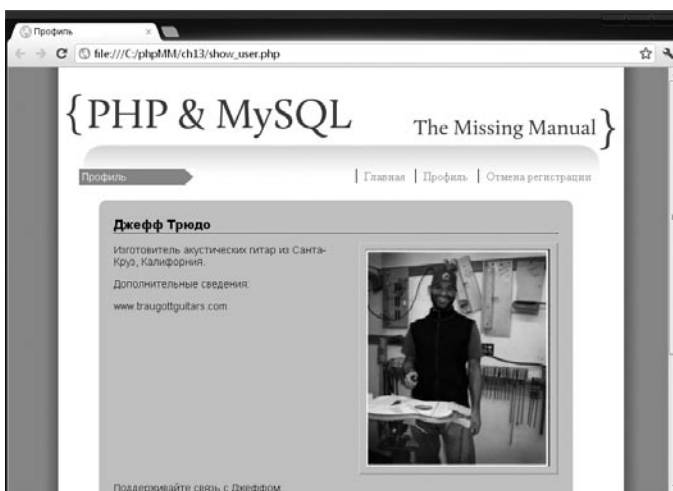 Профиль
file:///C:/phpMM/ch13/show_user.php
{PHP & MySQL The Missing Manual}
Профиль
Главная | Профиль | Отмена регистрации
Джефф Трюдо
Изготовитель акустических гитар из Санта-
Круз, Калифорния.
Дополнительные сведения:
www.traugottguitars.com
Поддерживайте связь с Джеффом: